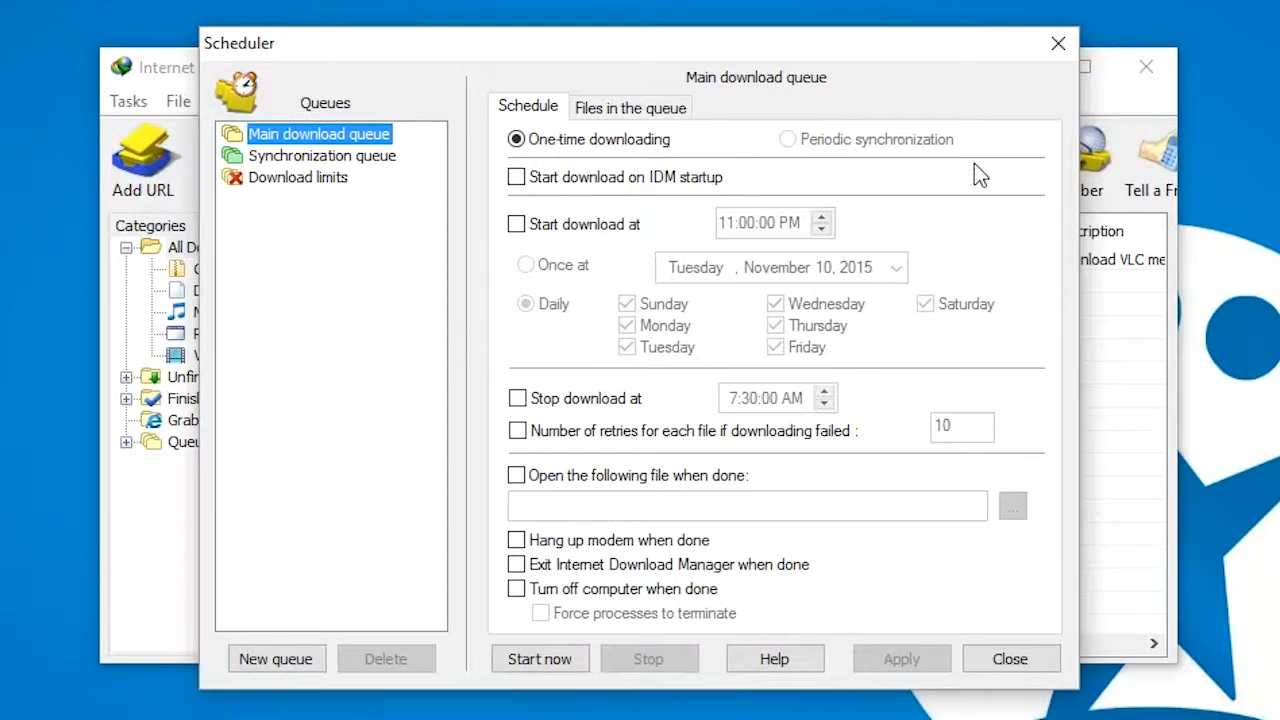 Scheduler
Internet
Tasks File
Add URL
Categories
All D
Unfir
Finis
Grab
Queu
Queues
Main download queue
Synchronization queue
Download limits
New queue
Delete
Main download queue
Schedule
Files in the queue
One-time downloading
Periodic synchronization
Start download on IDM startup
Start download at
11:00:00 PM
Once at
Tuesday , November 10, 2015
Daily
Sunday
Wednesday
Saturday
Monday
Thursday
Tuesday
Friday
Stop download at
7:30:00 AM
Number of retries for each file if downloading failed :
10
Open the following file when done:
...
Hang up modem when done
Exit Internet Download Manager when done
Turn off computer when done
Force processes to terminate
Start now
Stop
Help
Apply
Close
ber
Tell a Fr
cription
nload VLC me